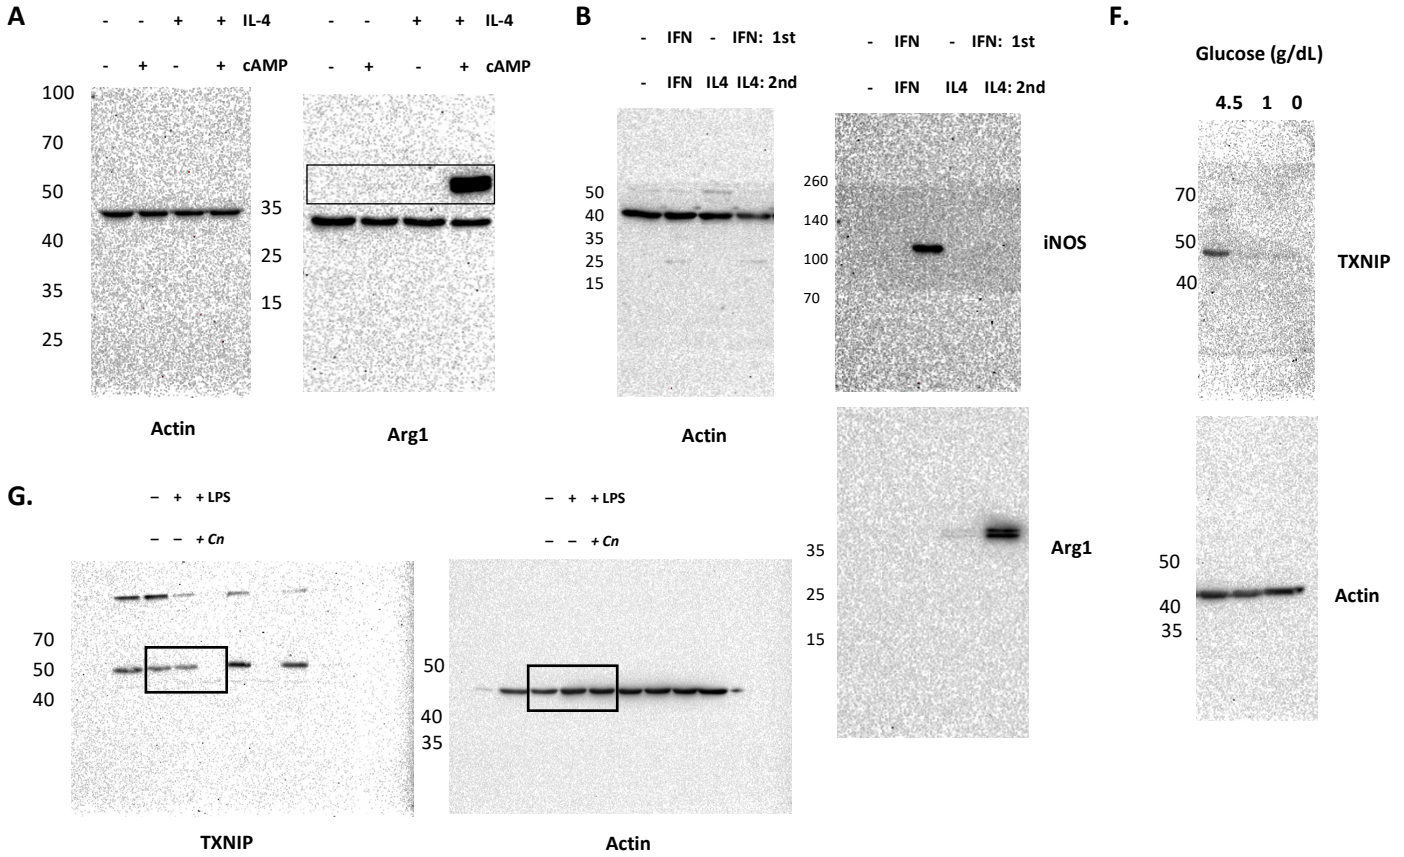 A
- - + + IL-4
- + - + cAMP
100
70
50
40
35
25
Actin
- - + + IL-4
- + - + cAMP
35
25
15
Arg1
B
- IFN - IFN: 1st
- IFN IL4 IL4: 2nd
50
40
35
25
15
Actin
- IFN - IFN: 1st
- IFN IL4 IL4: 2nd
260
140
100
70
iNOS
35
25
15
Arg1
F.
Glucose (g/dL)
4.5 1 0
70
50
40
TXNIP
50
40
35
Actin
G.
– + + LPS
– – + Cn
70
50
40
TXNIP
– + + LPS
– – + Cn
50
40
35
Actin